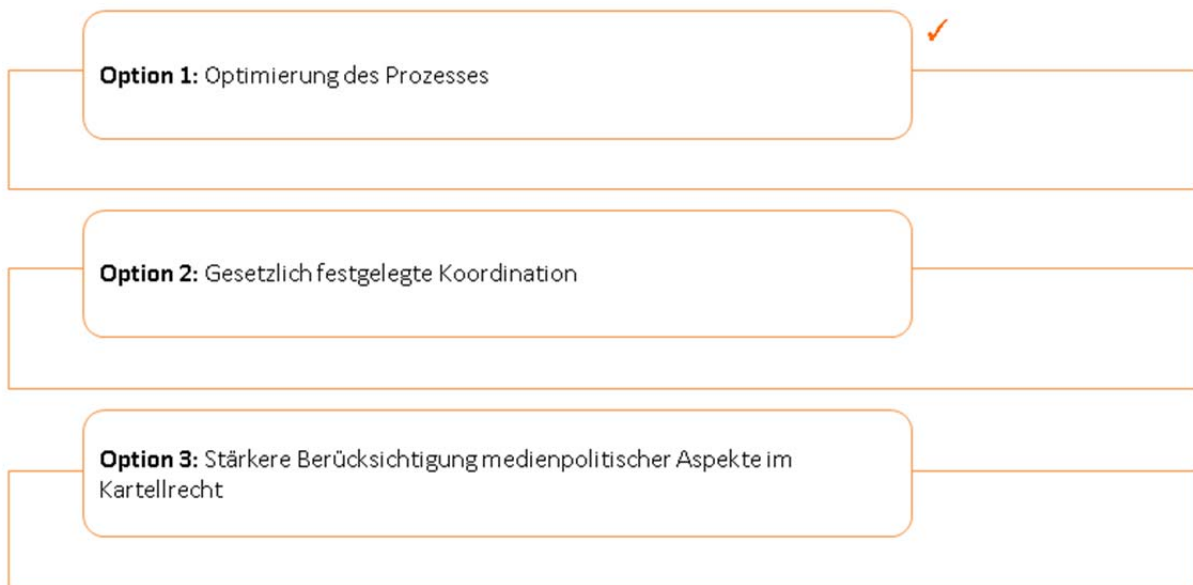 ✓
Option 1: Optimierung des Prozesses
Option 2: Gesetzlich festgelegte Koordination
Option 3: Stärkere Berücksichtigung medienpolitischer Aspekte im
Kartellrecht